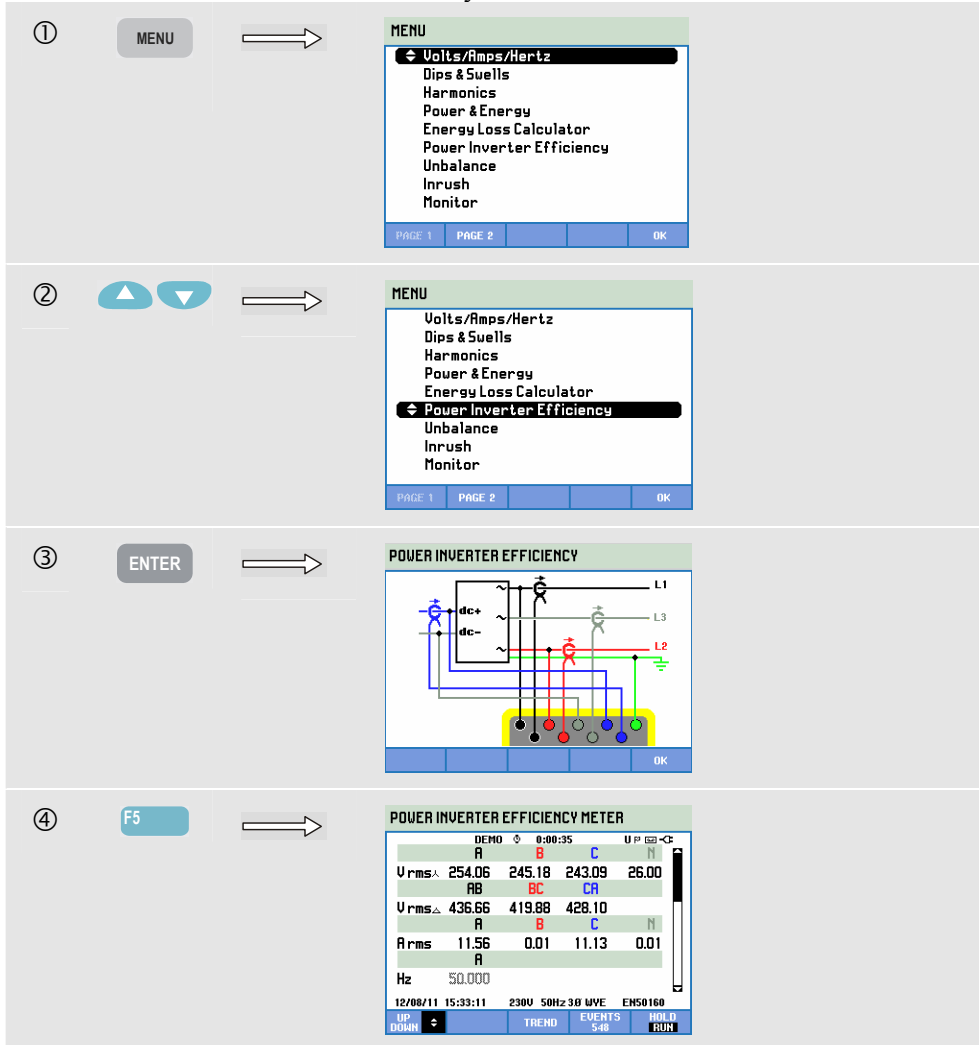 ①
MENU
MENU
Volts/Amps/Hertz
Dips & Swells
Harmonics
Power & Energy
Energy Loss Calculator
Power Inverter Efficiency
Unbalance
Inrush
Monitor
PAGE 1 PAGE 2 OK
②
MENU
Volts/Amps/Hertz
Dips & Swells
Harmonics
Power & Energy
Energy Loss Calculator
Power Inverter Efficiency
Unbalance
Inrush
Monitor
PAGE 1 PAGE 2 OK
③
ENTER
POWER INVERTER EFFICIENCY
L1
dc+
L3
dc-
L2
OK
④
F5
POWER INVERTER EFFICIENCY METER
DEMO 0:00:35 U
A B C N
V rms⅄ 254.06 245.18 243.09 26.00
AB BC CA
V rms△ 436.66 419.88 428.10
A B C N
A rms 11.56 0.01 11.13 0.01
A
Hz 50.000
12/08/11 15:33:11 230V 50Hz 3Ø WYE EN50160
UP DOWN TREND EVENTS 548 HOLD RUN